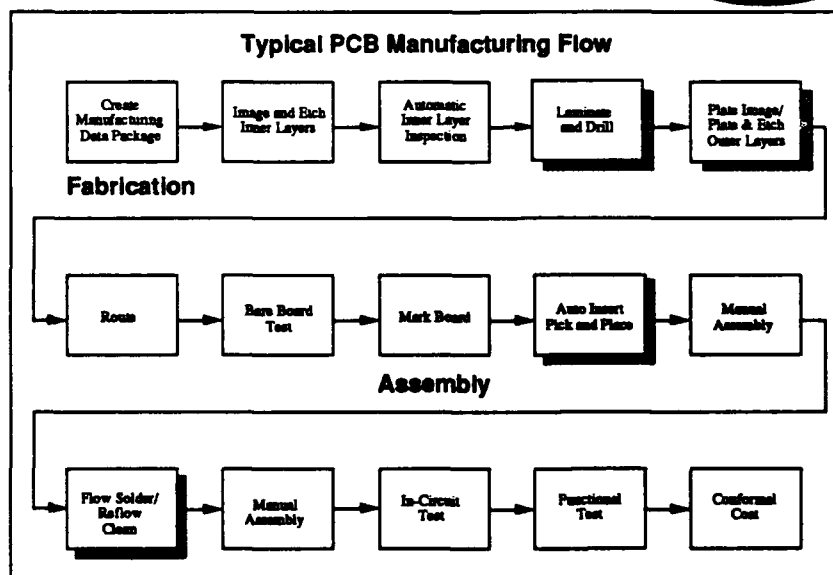 Typical PCB Manufacturing Flow
Create
Manufacturing
Data Package
Image and Etch
Inner Layers
Automatic
Inner Layer
Inspection
Laminate
and Drill
Plate Image/
Plate & Etch
Outer Layers
Fabrication
Route
Bare Board
Test
Mark Board
Auto Insert
Pick and Place
Manual
Assembly
Assembly
Flow Solder/
Reflow
Clean
Manual
Assembly
In-Circuit
Test
Functional
Test
Conformal
Coat